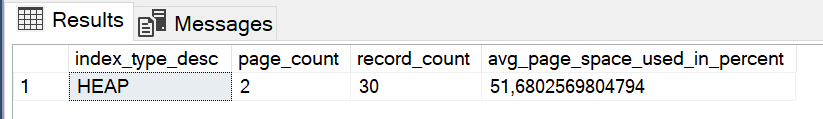 Results Messages
index_type_desc page_count record_count avg_page_space_used_in_percent
1 HEAP 2 30 51,6802569804794